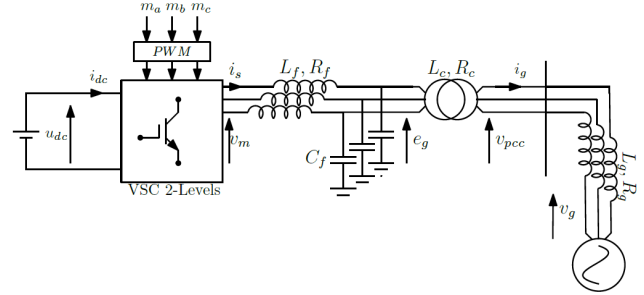 m_a m_b m_c
PWM
i_dc
i_s
L_f, R_f
L_c, R_c
i_g
u_dc
v_m
C_f
e_g
v_pcc
L_g, R_g
VSC 2-Levels
v_g